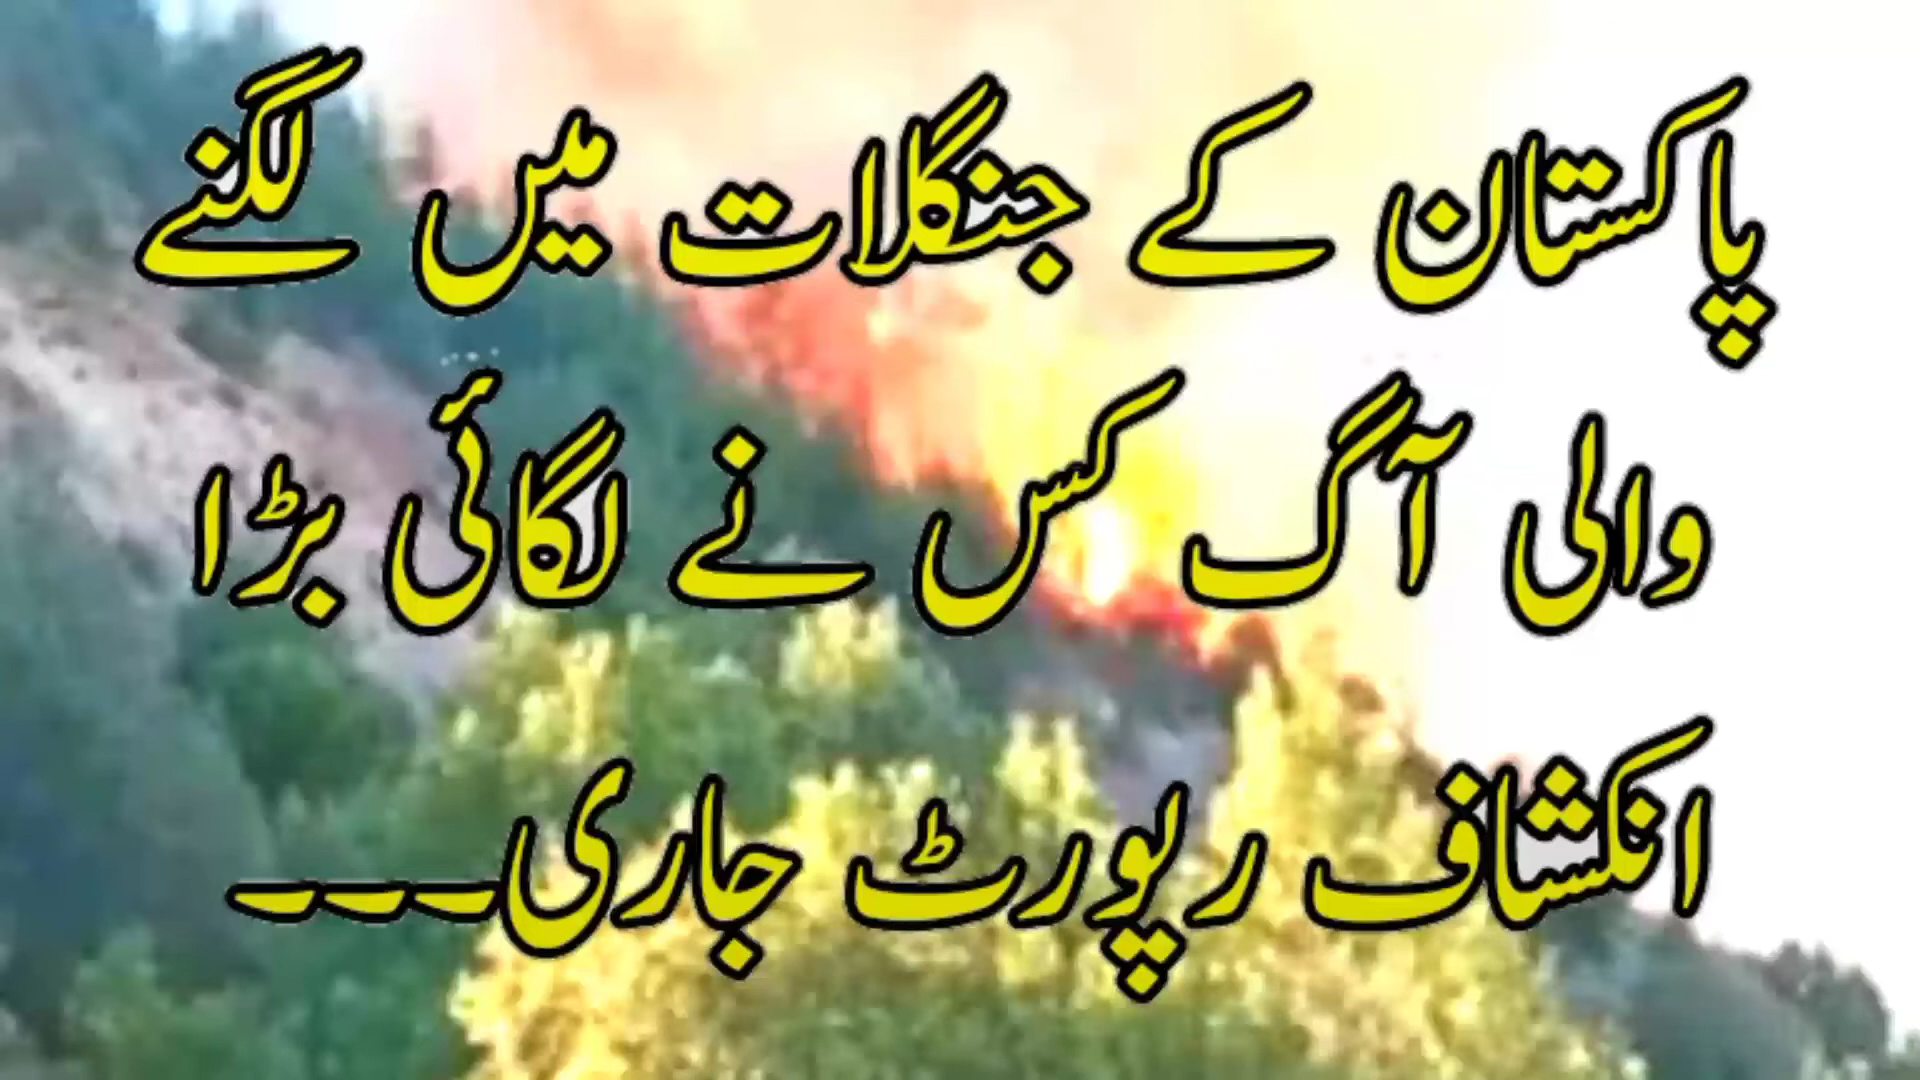 پاکستان کے جنگلات میں لگنے
والی آگ کس نے لگائی بڑا
انکشاف رپورٹ جاری۔۔۔